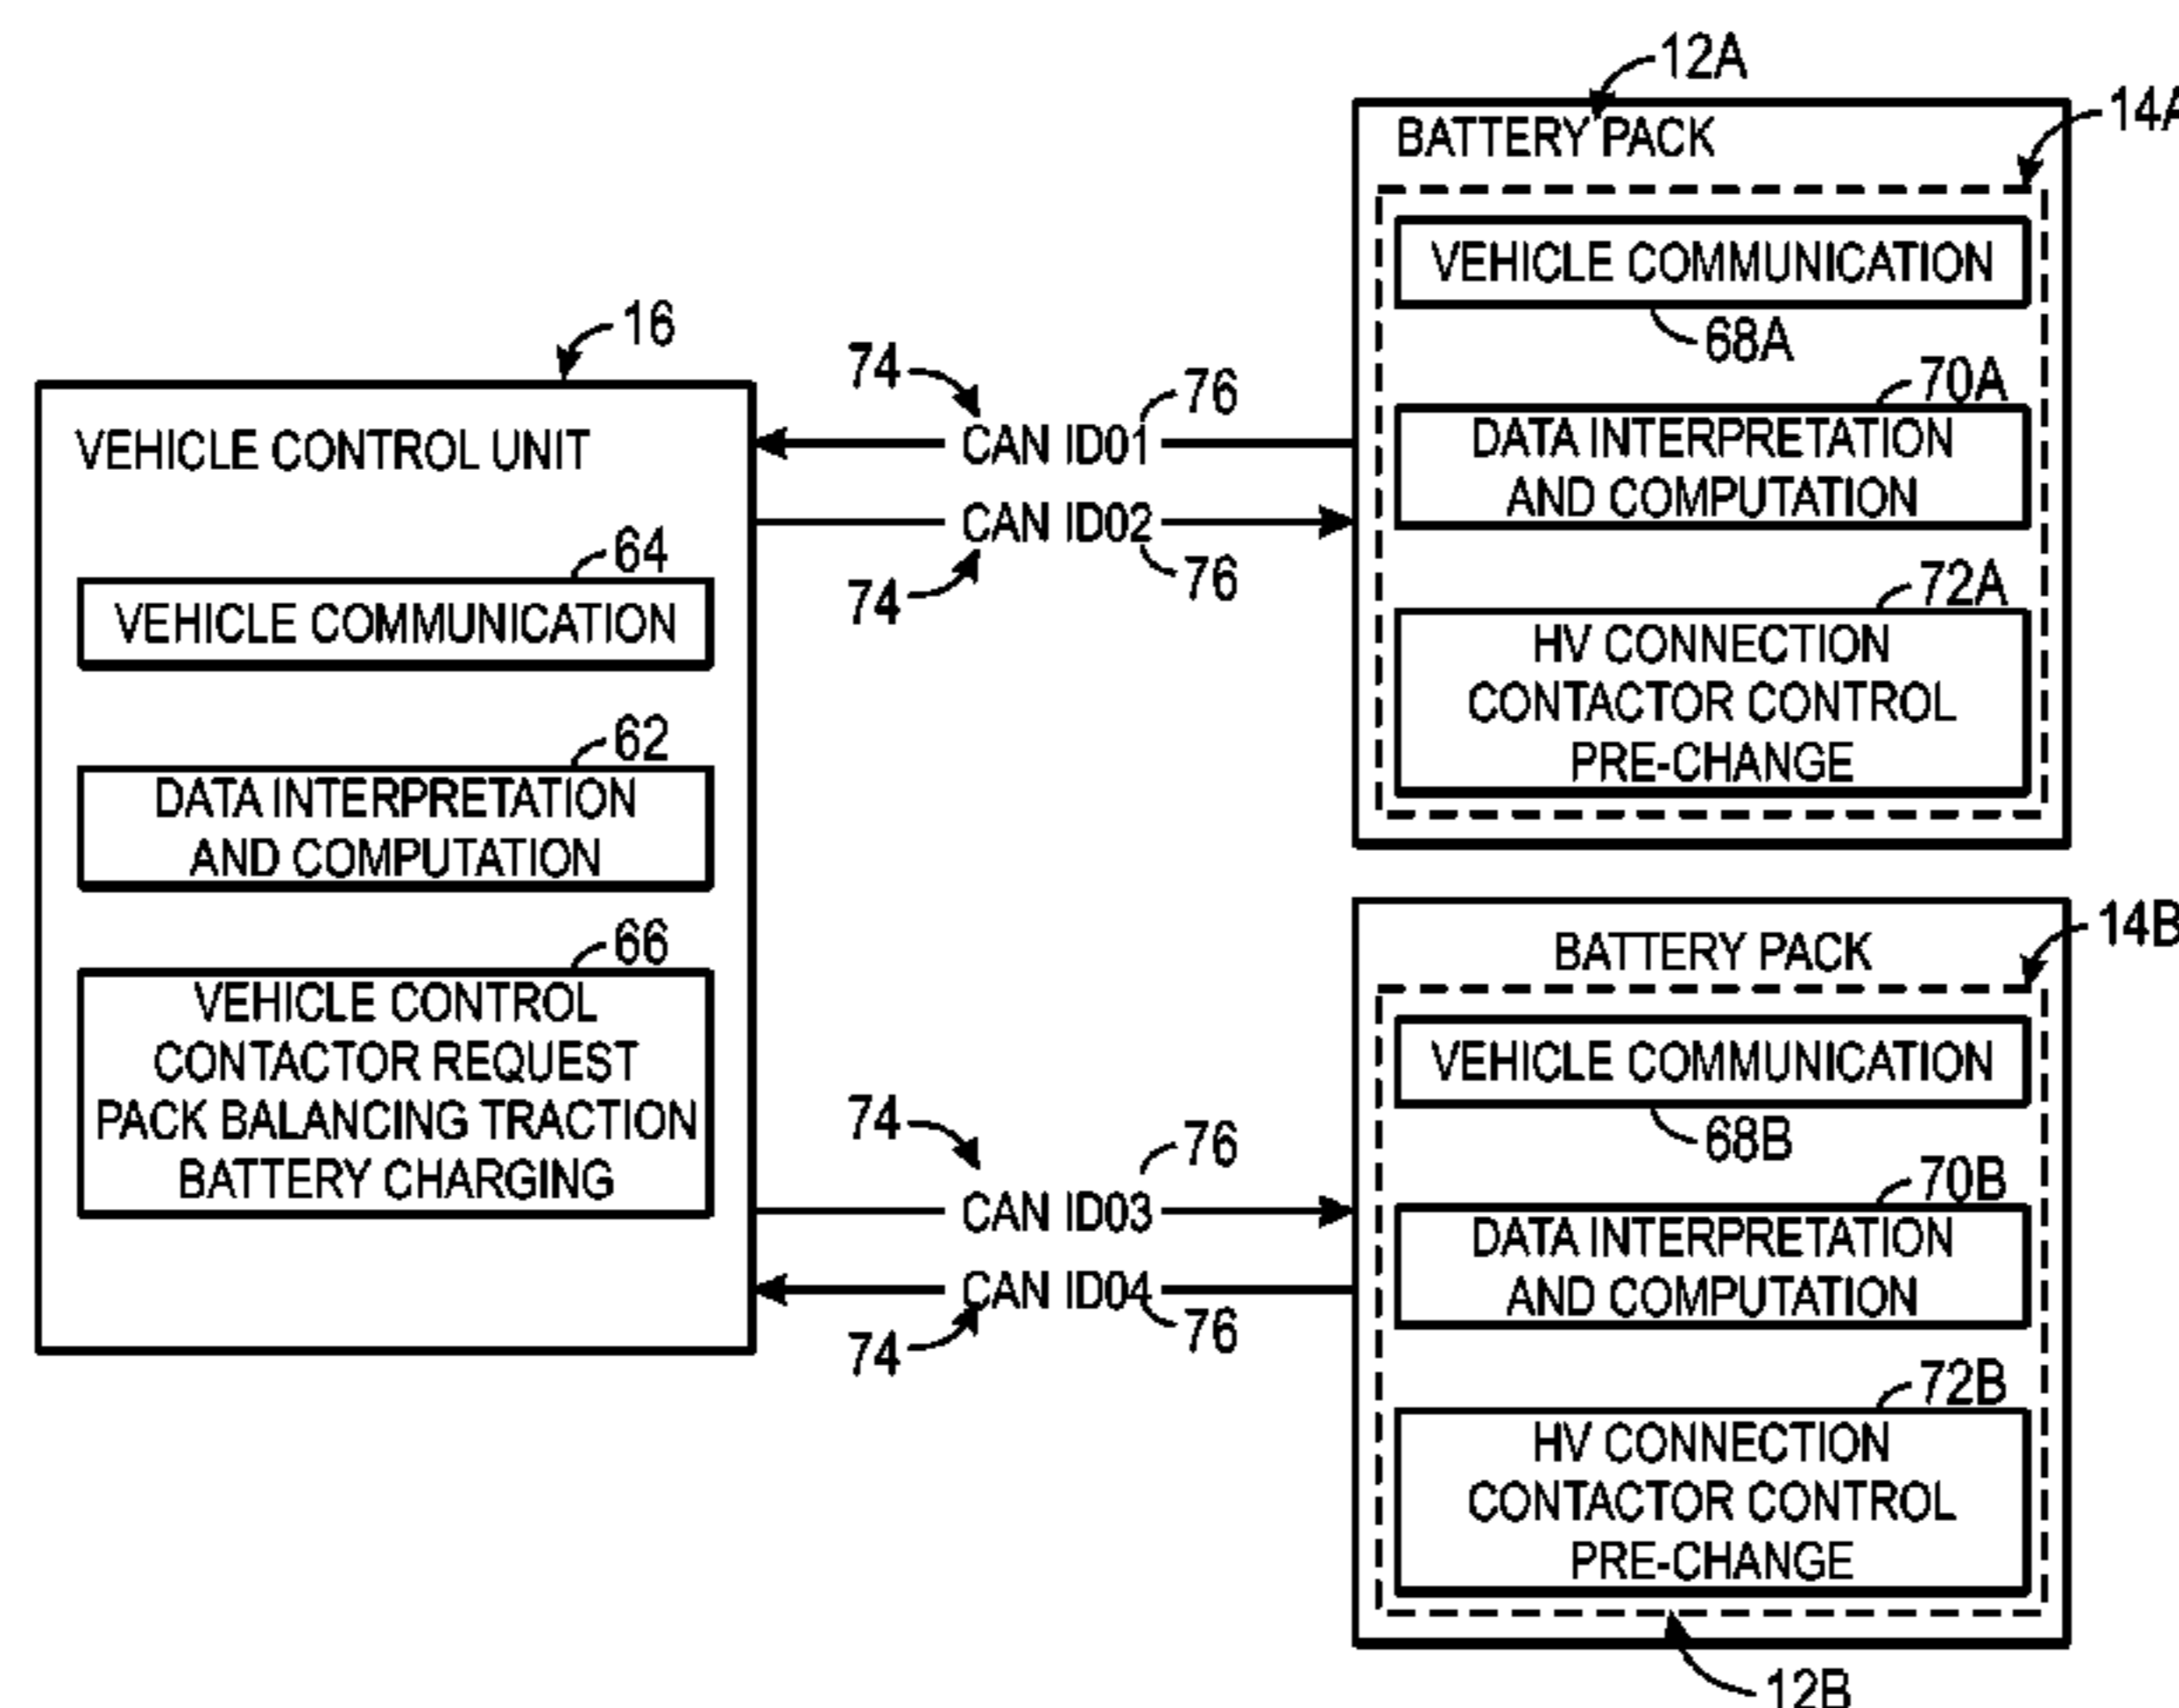 12A
BATTERY PACK
14A
VEHICLE COMMUNICATION
68A
70A
DATA INTERPRETATION
AND COMPUTATION
72A
HV CONNECTION
CONTACTOR CONTROL
PRE-CHANGE
16
VEHICLE CONTROL UNIT
64
VEHICLE COMMUNICATION
62
DATA INTERPRETATION
AND COMPUTATION
66
VEHICLE CONTROL
CONTACTOR REQUEST
PACK BALANCING TRACTION
BATTERY CHARGING
74
76
CAN ID01
CAN ID02
74
76
74
76
CAN ID03
CAN ID04
74
76
BATTERY PACK
14B
VEHICLE COMMUNICATION
68B
70B
DATA INTERPRETATION
AND COMPUTATION
72B
HV CONNECTION
CONTACTOR CONTROL
PRE-CHANGE
12B